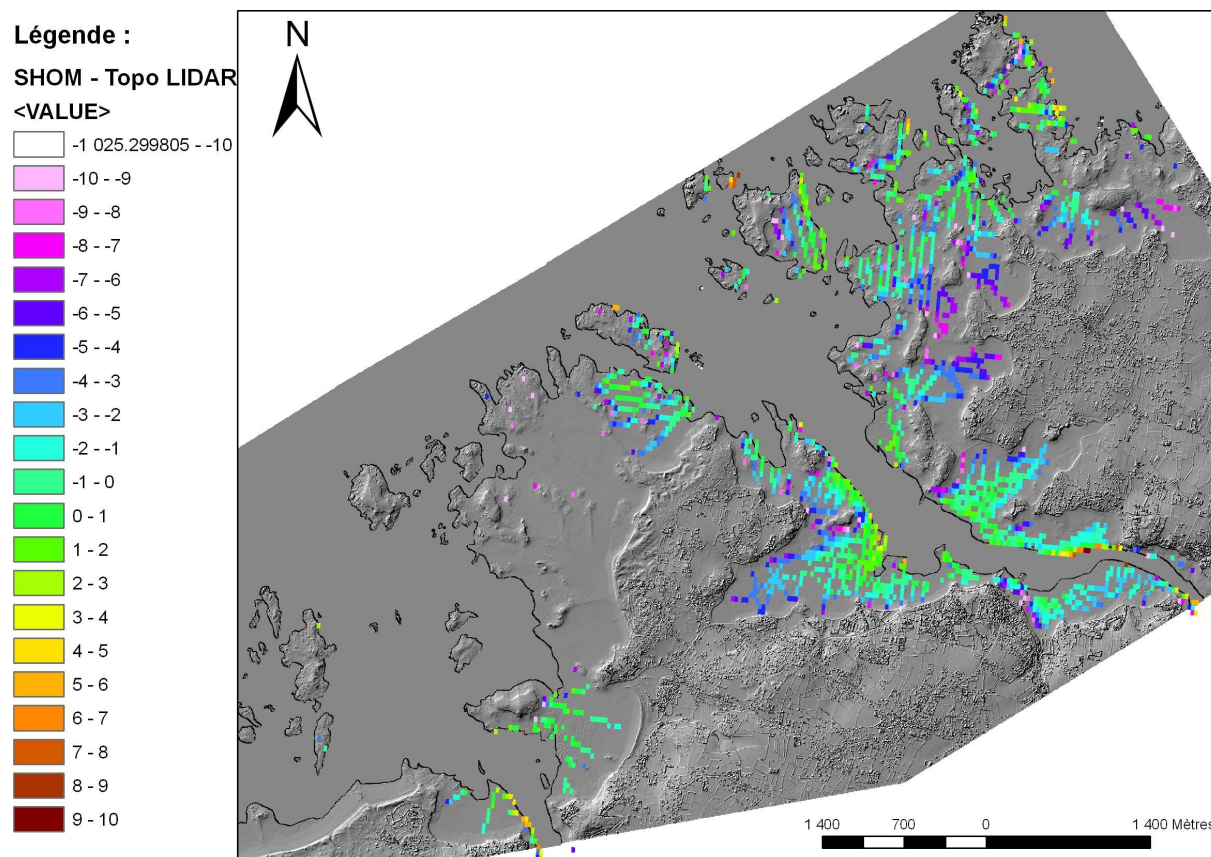 Légende :
SHOM - Topo LIDAR
<VALUE>
-1 025.299805 - -10
-10 - -9
-9 - -8
-8 - -7
-7 - -6
-6 - -5
-5 - -4
-4 - -3
-3 - -2
-2 - -1
-1 - 0
0 - 1
1 - 2
2 - 3
3 - 4
4 - 5
5 - 6
6 - 7
7 - 8
8 - 9
9 - 10
N
1 400 700 0 1 400 Mètres